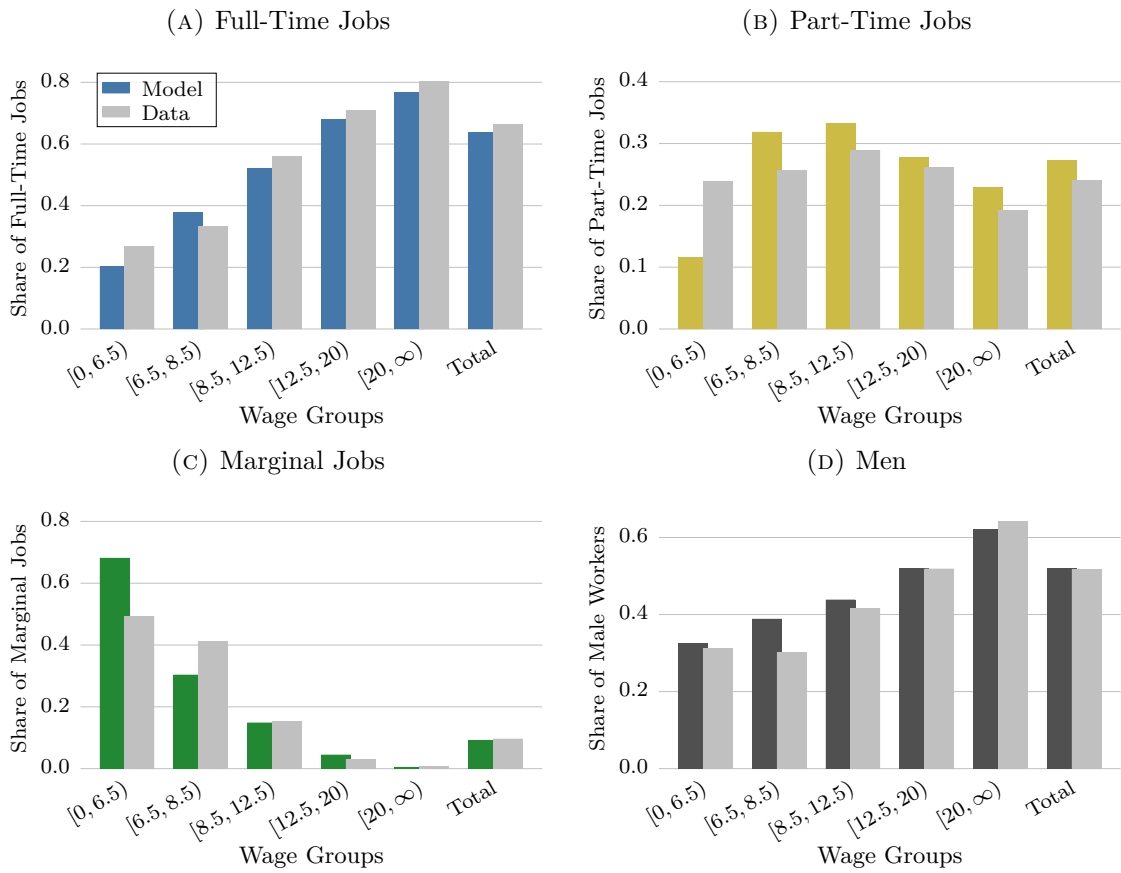 (A) Full-Time Jobs
Share of Full-Time Jobs
0.8
0.6
0.4
0.2
0.0
Model
Data
[0, 6.5)
[6.5, 8.5)
[8.5, 12.5)
[12.5, 20)
[20, ∞)
Total
Wage Groups
(B) Part-Time Jobs
Share of Part-Time Jobs
0.4
0.3
0.2
0.1
0.0
[0, 6.5)
[6.5, 8.5)
[8.5, 12.5)
[12.5, 20)
[20, ∞)
Total
Wage Groups
(C) Marginal Jobs
Share of Marginal Jobs
0.8
0.6
0.4
0.2
0.0
[0, 6.5)
[6.5, 8.5)
[8.5, 12.5)
[12.5, 20)
[20, ∞)
Total
Wage Groups
(D) Men
Share of Male Workers
0.6
0.4
0.2
0.0
[0, 6.5)
[6.5, 8.5)
[8.5, 12.5)
[12.5, 20)
[20, ∞)
Total
Wage Groups